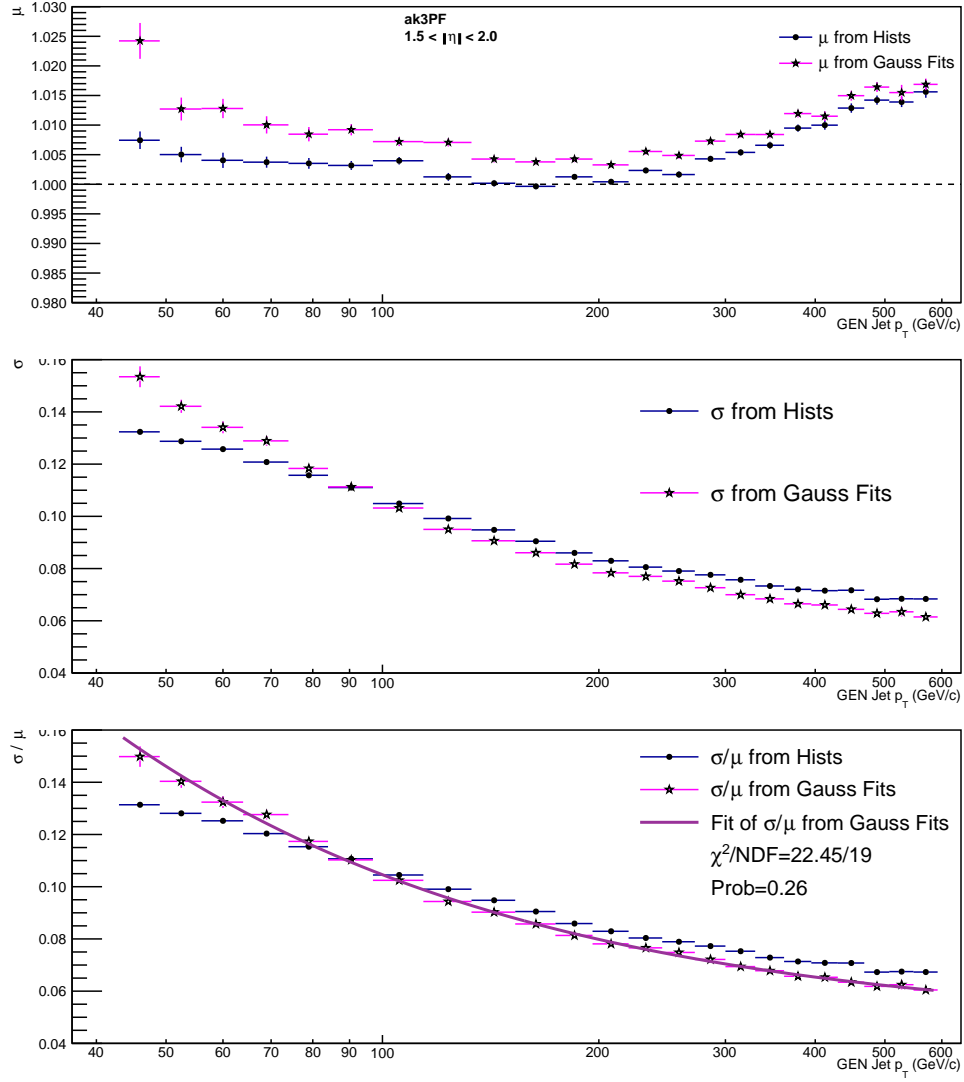 μ
1.030
1.025
1.020
1.015
1.010
1.005
1.000
0.995
0.990
0.985
0.980
ak3PF
1.5 < |η| < 2.0
μ from Hists
μ from Gauss Fits
40 50 60 70 80 90 100 200 300 400 500 600
GEN Jet p_T (GeV/c)
σ
0.16
0.14
0.12
0.10
0.08
0.06
0.04
σ from Hists
σ from Gauss Fits
40 50 60 70 80 90 100 200 300 400 500 600
GEN Jet p_T (GeV/c)
σ / μ
0.16
0.14
0.12
0.10
0.08
0.06
0.04
σ/μ from Hists
σ/μ from Gauss Fits
Fit of σ/μ from Gauss Fits
χ²/NDF=22.45/19
Prob=0.26
40 50 60 70 80 90 100 200 300 400 500 600
GEN Jet p_T (GeV/c)